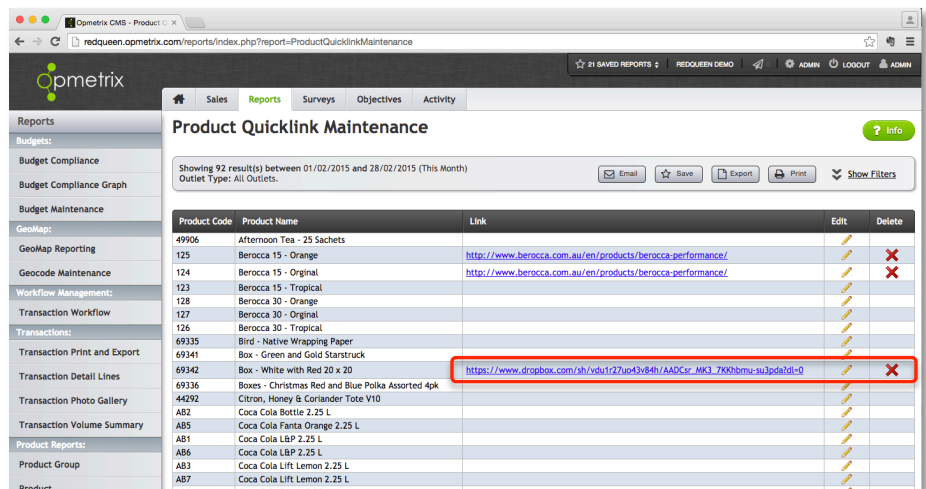 Opmetrix CMS - Product C
redqueen.opmetrix.com/reports/index.php?report=ProductQuicklinkMaintenance
opmetrix
21 SAVED REPORTS REDQUEEN DEMO ADMIN LOGOUT ADMIN
Sales Reports Surveys Objectives Activity
Reports
Budgets:
Budget Compliance
Budget Compliance Graph
Budget Maintenance
GeoMap:
GeoMap Reporting
Geocode Maintenance
Workflow Management:
Transaction Workflow
Transactions:
Transaction Print and Export
Transaction Detail Lines
Transaction Photo Gallery
Transaction Volume Summary
Product Reports:
Product Group
Product
Product Quicklink Maintenance
? Info
Showing 92 result(s) between 01/02/2015 and 28/02/2015 (This Month)
Outlet Type: All Outlets.
Email Save Export Print Show Filters
Product Code Product Name Link Edit Delete
49906 Afternoon Tea - 25 Sachets
125 Berocca 15 - Orange http://www.berocca.com.au/en/products/berocca-performance/
124 Berocca 15 - Orginal http://www.berocca.com.au/en/products/berocca-performance/
123 Berocca 15 - Tropical
128 Berocca 30 - Orange
127 Berocca 30 - Orginal
126 Berocca 30 - Tropical
69335 Bird - Native Wrapping Paper
69341 Box - Green and Gold Starstruck
69342 Box - White with Red 20 x 20 https://www.dropbox.com/sh/vdu1r27uo43v84h/AADCsr_MK3_7KKhbmu-su3pda?dl=0
69336 Boxes - Christmas Red and Blue Polka Assorted 4pk
44292 Citron, Honey & Coriander Tote V10
AB2 Coca Cola Bottle 2.25 L
AB5 Coca Cola Fanta Orange 2.25 L
AB1 Coca Cola L&P 2.25 L
AB6 Coca Cola L&P 2.25 L
AB3 Coca Cola Lift Lemon 2.25 L
AB7 Coca Cola Lift Lemon 2.25 L